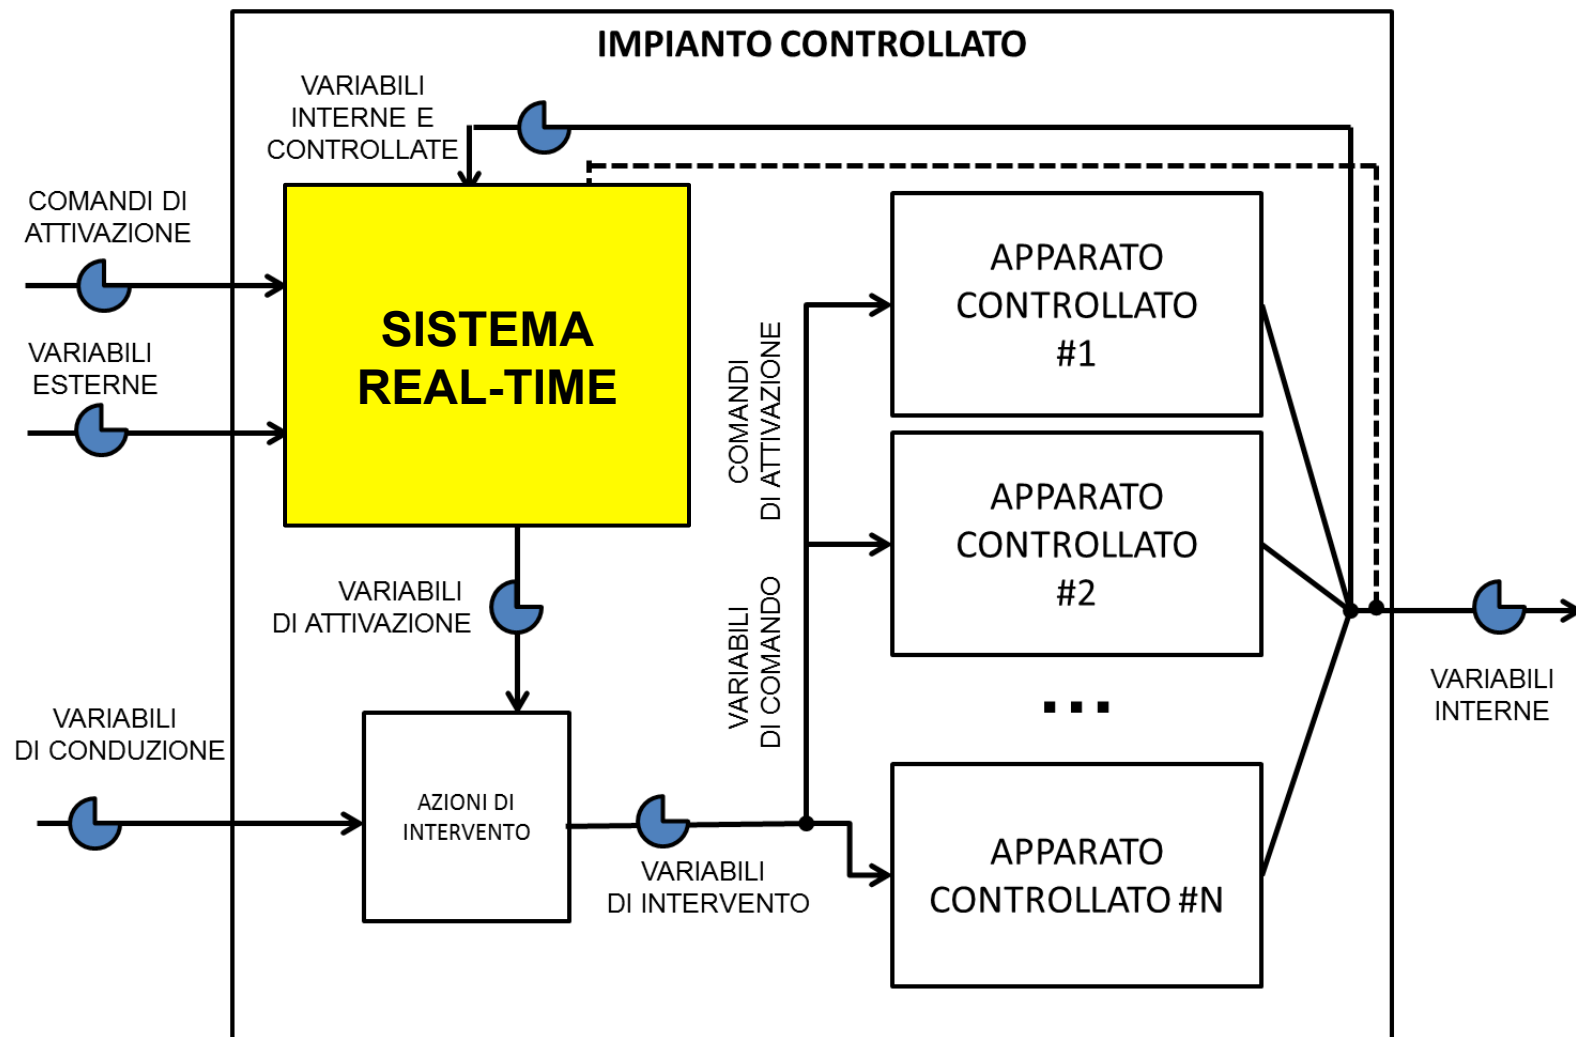 IMPIANTO CONTROLLATO
VARIABILI
INTERNE E
CONTROLLATE
COMANDI DI
ATTIVAZIONE
VARIABILI
ESTERNE
SISTEMA
REAL-TIME
APPARATO
CONTROLLATO
#1
COMANDI
DI ATTIVAZIONE
APPARATO
CONTROLLATO
#2
VARIABILI
DI ATTIVAZIONE
VARIABILI
DI COMANDO
VARIABILI
INTERNE
...
VARIABILI
DI CONDUZIONE
AZIONI DI
INTERVENTO
VARIABILI
DI INTERVENTO
APPARATO
CONTROLLATO #N